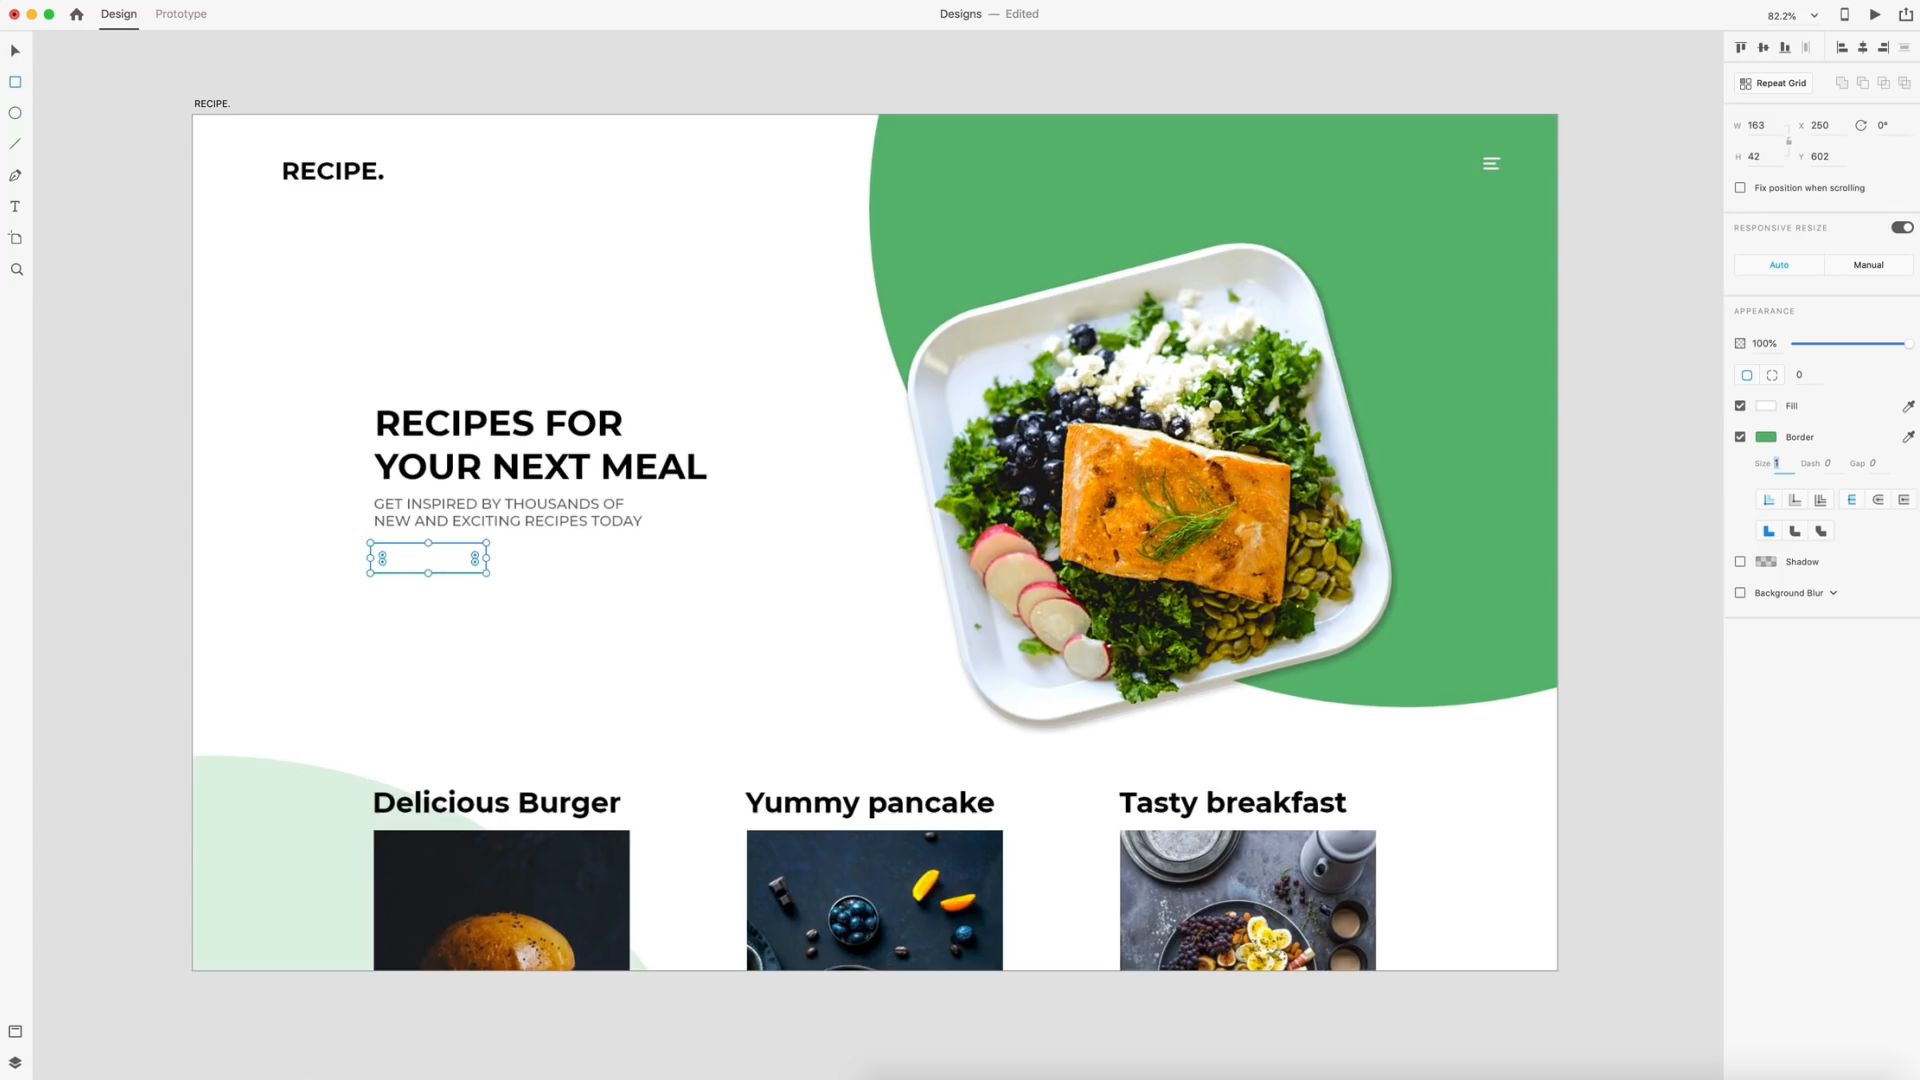 Design
Prototype
Designs — Edited
82.2%
Repeat Grid
W 163
X 250
0°
H 42
Y 602
Fix position when scrolling
RESPONSIVE RESIZE
Auto
Manual
APPEARANCE
100%
0
Fill
Border
Size 1
Dash 0
Gap 0
Shadow
Background Blur
T
RECIPE.
RECIPE.
RECIPES FOR
YOUR NEXT MEAL
GET INSPIRED BY THOUSANDS OF
NEW AND EXCITING RECIPES TODAY
Delicious Burger
Yummy pancake
Tasty breakfast